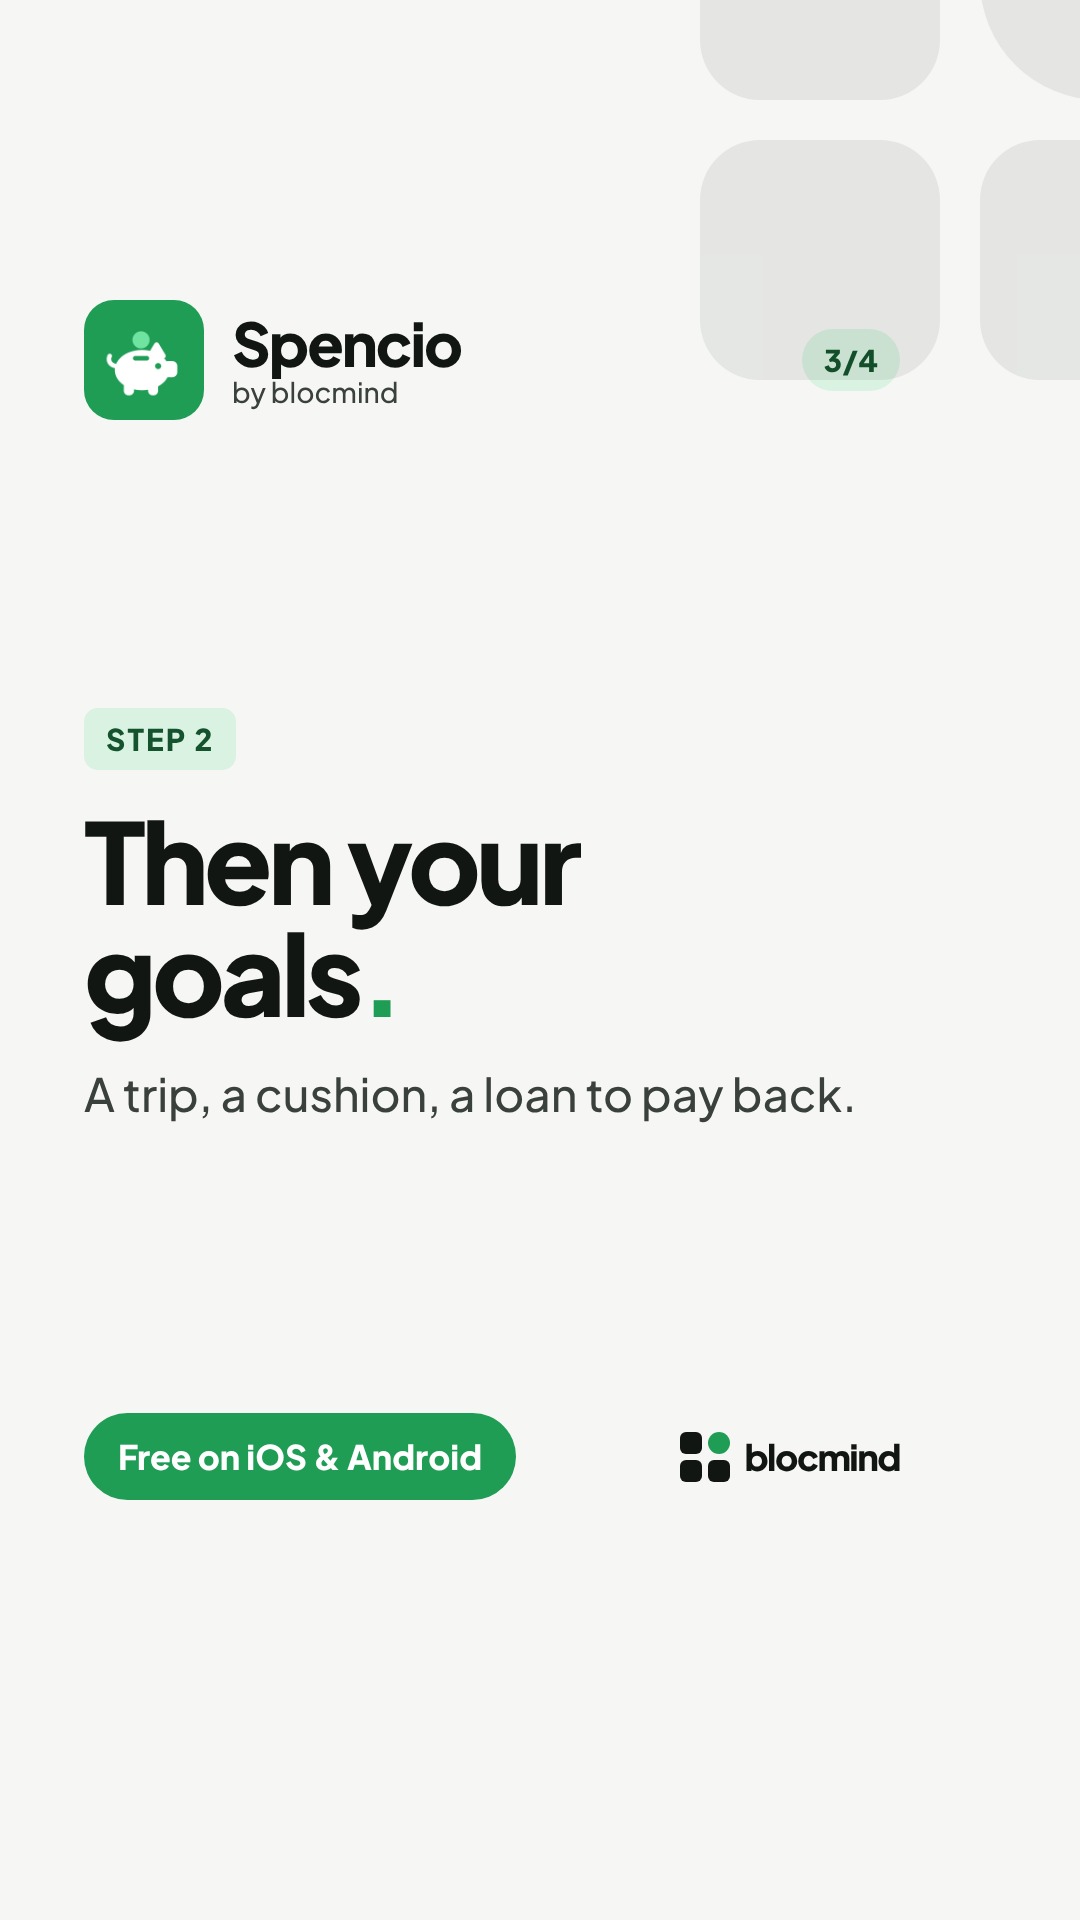 Spencio
by blocmind
3/4
STEP 2
Then your
goals.
A trip, a cushion, a loan to pay back.
Free on iOS & Android
blocmind